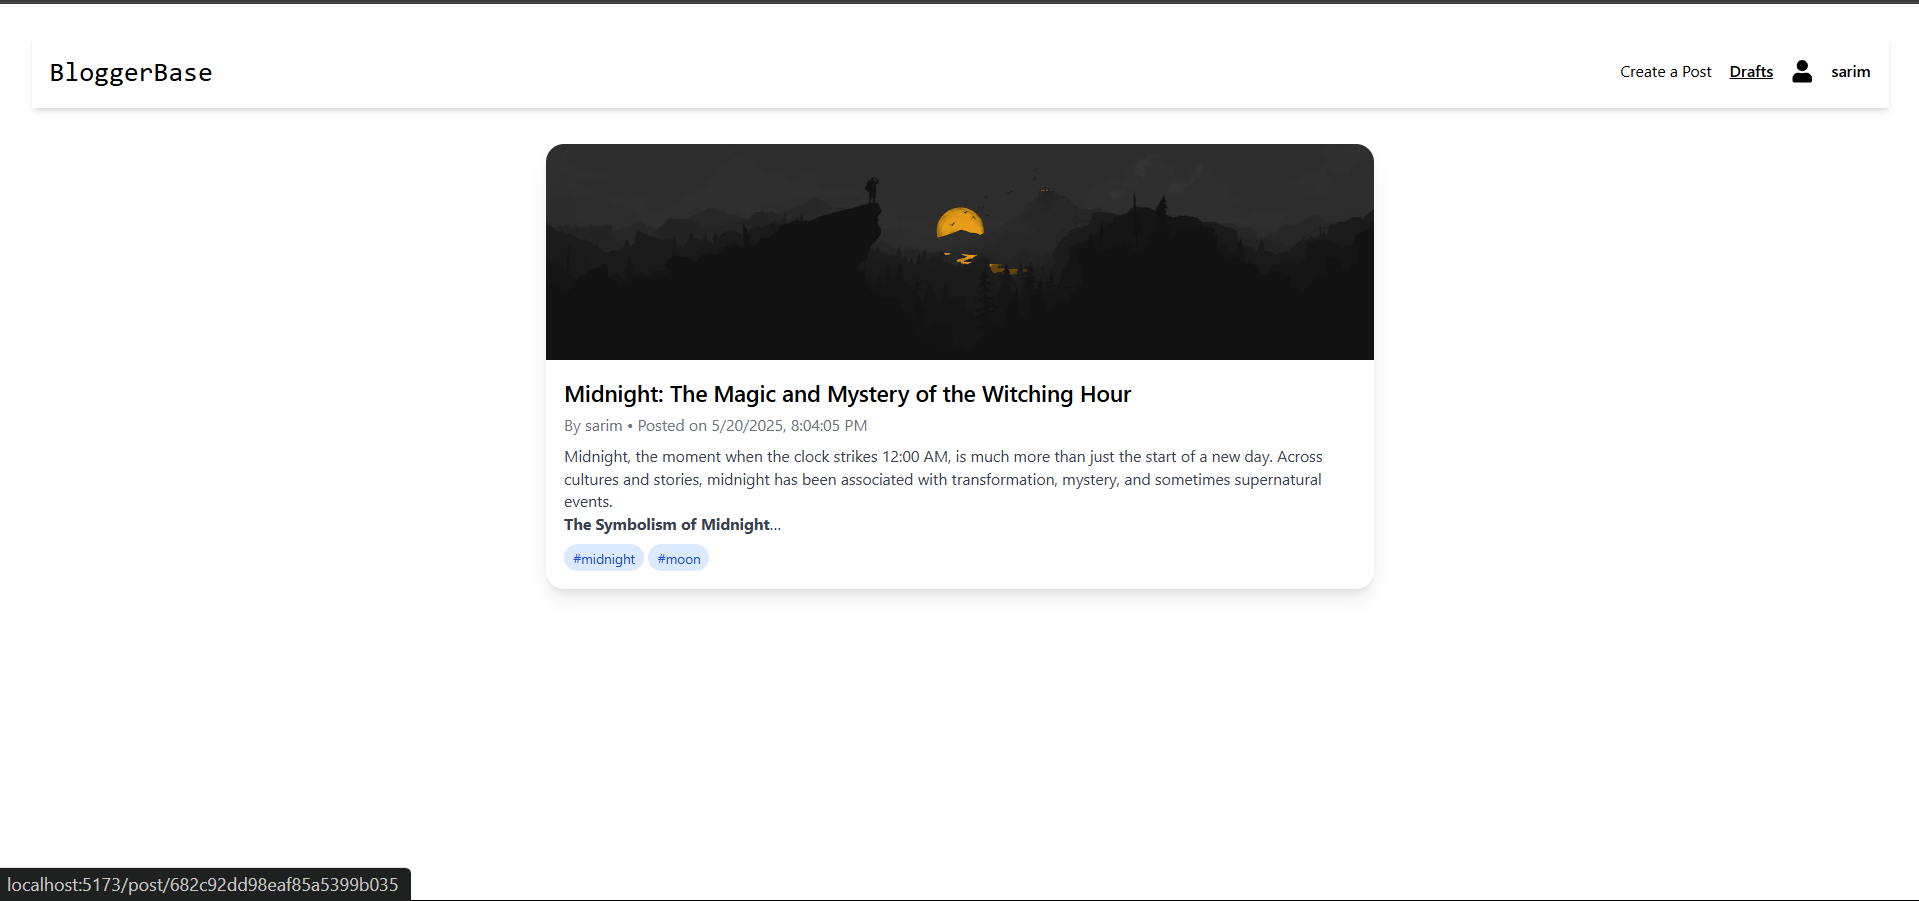 BloggerBase
Create a Post Drafts sarim
Midnight: The Magic and Mystery of the Witching Hour
By sarim • Posted on 5/20/2025, 8:04:05 PM
Midnight, the moment when the clock strikes 12:00 AM, is much more than just the start of a new day. Across
cultures and stories, midnight has been associated with transformation, mystery, and sometimes supernatural
events.
The Symbolism of Midnight...
#midnight #moon
localhost:5173/post/682c92dd98eaf85a5399b035